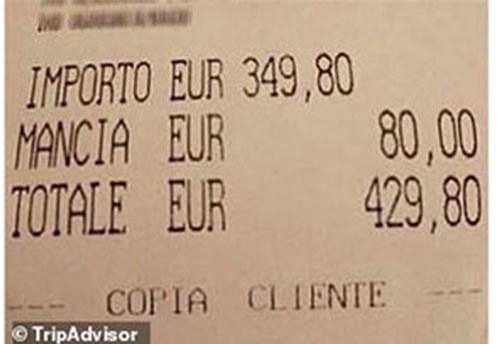 IMPORTO EUR 349,80
MANCIA EUR 80,00
TOTALE EUR 429,80
--- COPIA CLIENTE ---
© TripAdvisor